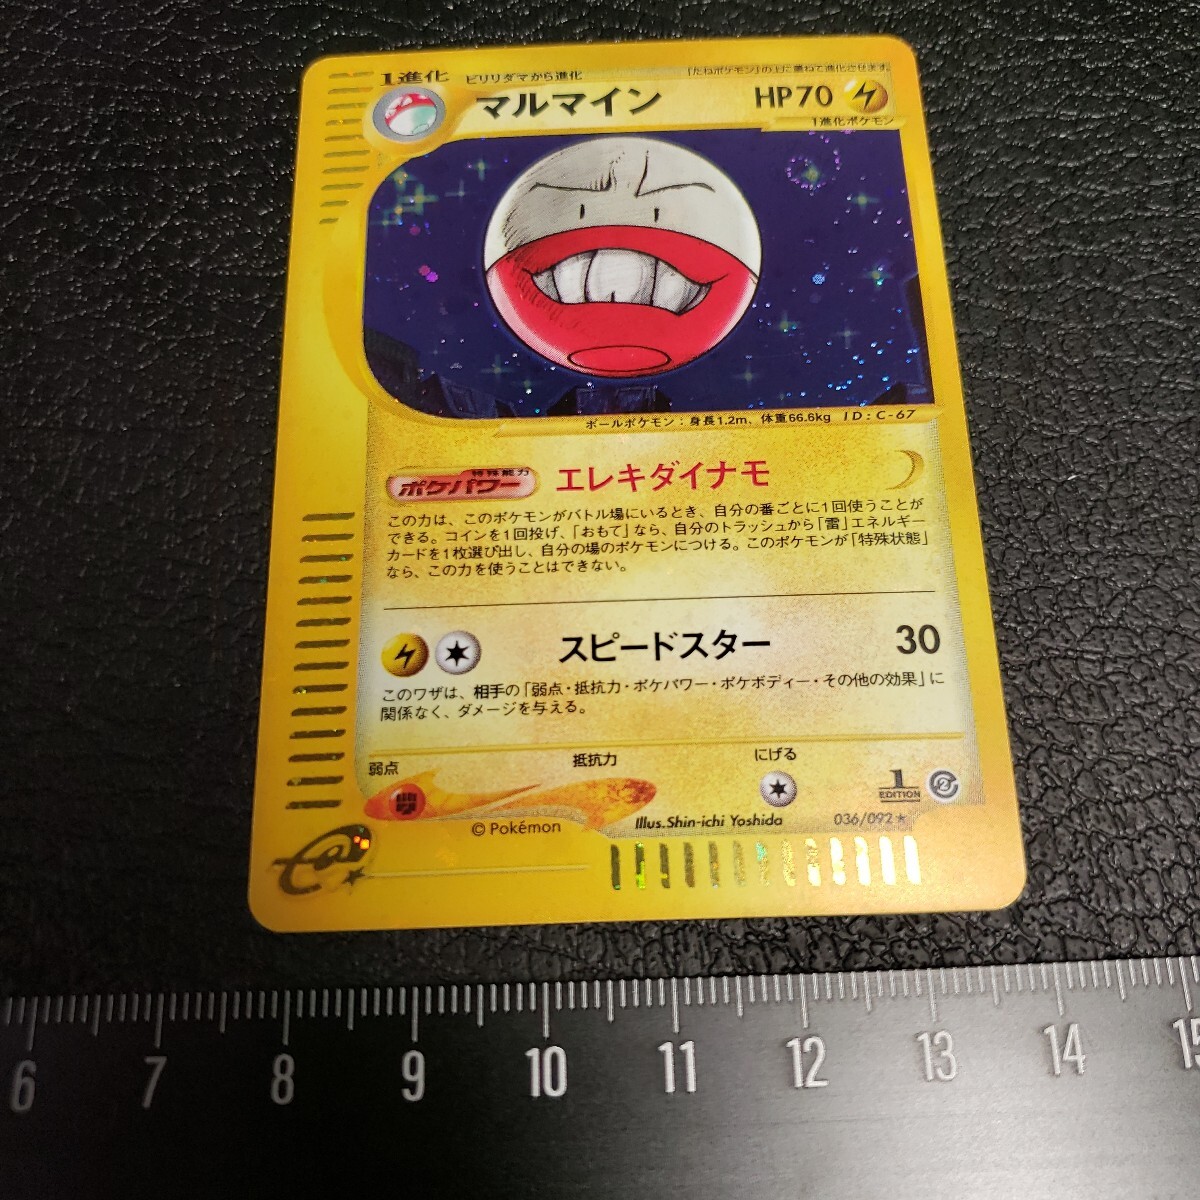 1進化 ビリリダマから進化 「たねポケモン」の上に重ねて進化させます。
マルマイン HP70
1進化ポケモン
ボールポケモン：身長1.2m、体重66.6kg ID:C-67
特殊能力
ポケパワー エレキダイナモ
この力は、このポケモンがバトル場にいるとき、自分の番ごとに1回使うことが
できる。コインを1回投げ、「おもて」なら、自分のトラッシュから「雷」エネルギー
カードを1枚選び出し、自分の場のポケモンにつける。このポケモンが「特殊状態」
なら、この力を使うことはできない。
スピードスター 30
このワザは、相手の「弱点・抵抗力・ポケパワー・ポケボディー・その他の効果」に
関係なく、ダメージを与える。
弱点 抵抗力 にげる
1
EDITION
© Pokémon Illus.Shin-ichi Yoshida 036/092★
e
6 7 8 9 10 11 12 13 14 15